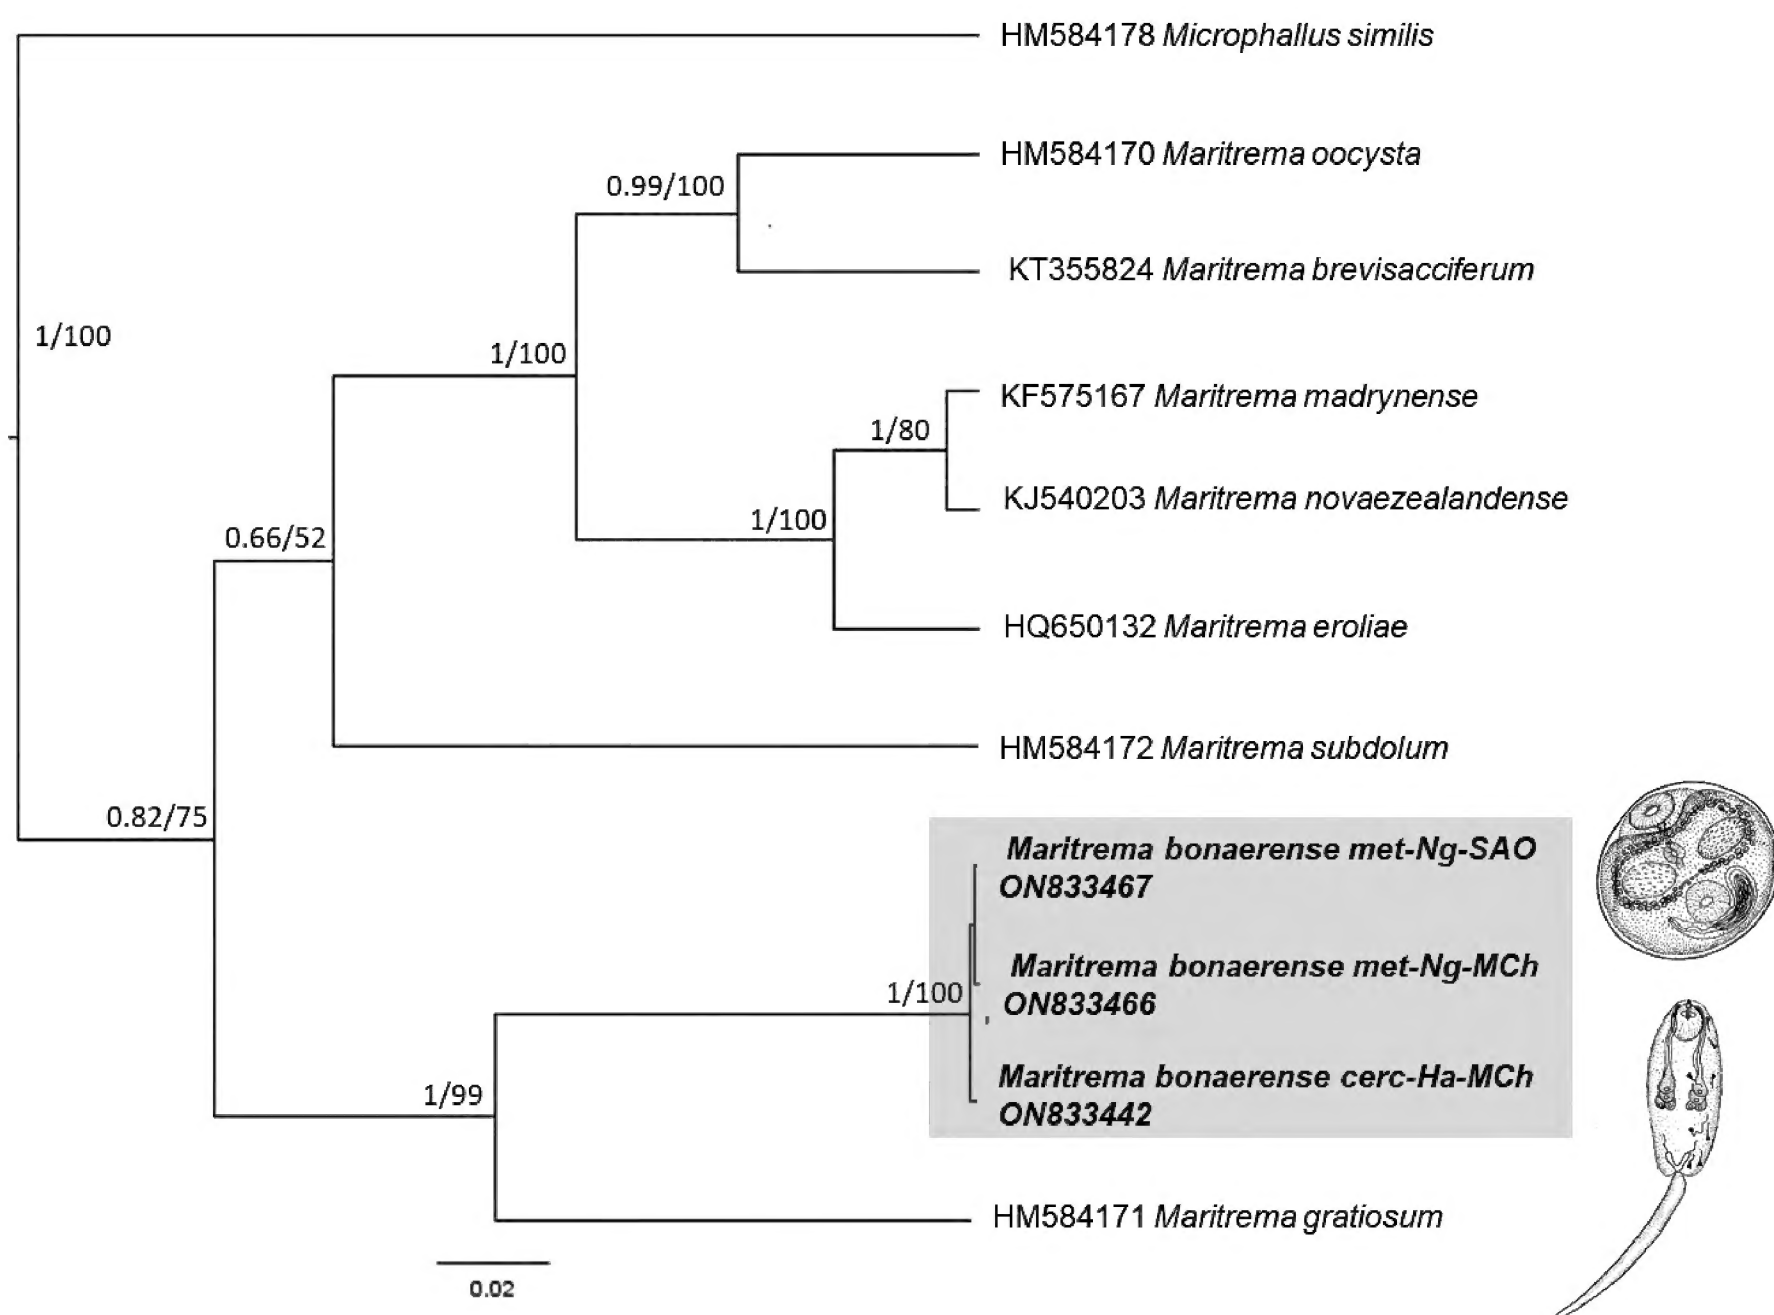 HM584178 Microphallus similis
HM584170 Maritrema oocysta
0.99/100
KT355824 Maritrema brevisacciferum
1/100
1/100
KF575167 Maritrema madrynense
1/80
KJ540203 Maritrema novaezealandense
1/100
0.66/52
HQ650132 Maritrema eroliae
HM584172 Maritrema subdolum
0.82/75
Maritrema bonaerense met-Ng-SAO
ON833467
Maritrema bonaerense met-Ng-MCh
ON833466
1/100
Maritrema bonaerense cerc-Ha-MCh
ON833442
1/99
HM584171 Maritrema gratiosum
0.02